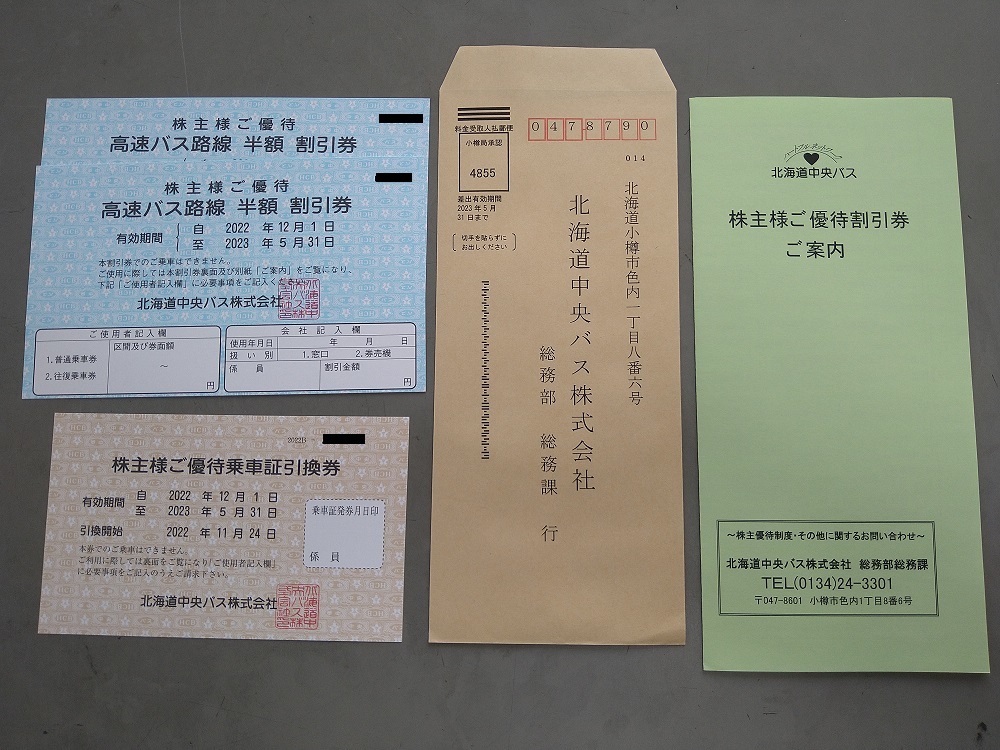 株主様ご優待
高速バス路線 半額 割引券
株主様ご優待
高速バス路線 半額 割引券
有効期間
自 2022 年 12 月 1 日
至 2023 年 5 月 31 日
本割引券でのご乗車はできません。
ご使用に際しては本割引券裏面及び別紙「ご案内」をご覧になり、
下記「ご使用者記入欄」に必要事項をご記入く
北海道中央バス株式会社
ご使用者記入欄
1.普通乗車券
2.往復乗車券
区間及び券面額
～
円
会社記入欄
使用年月日 年 月 日
扱い別 1.窓口 2.券売機
係員 割引金額
円
2022B -
株主様ご優待乗車証引換券
有効期間
自 2022 年 12 月 1 日
至 2023 年 5 月 31 日
引換開始 2022 年 11 月 24 日
乗車証発券月日印
係員
本券でのご乗車はできません。
ご利用に際しては裏面をご覧になり「ご使用者記入欄」
に必要事項をご記入のうえご請求下さい。
北海道中央バス株式会社
料金受取人払郵便
小樽局承認
4855
差出有効期間
2023年5月
31日まで
切手を貼らずに
お出しください
0478790
014
北海道小樽市色内一丁目八番六号
北海道中央バス株式会社
総務部 総務課 行
ハートフルネットワーク
北海道中央バス
株主様ご優待割引券
ご案内
～株主優待制度・その他に関するお問い合わせ～
北海道中央バス株式会社 総務部総務課
TEL(0134)24-3301
〒047-8601 小樽市色内1丁目8番6号